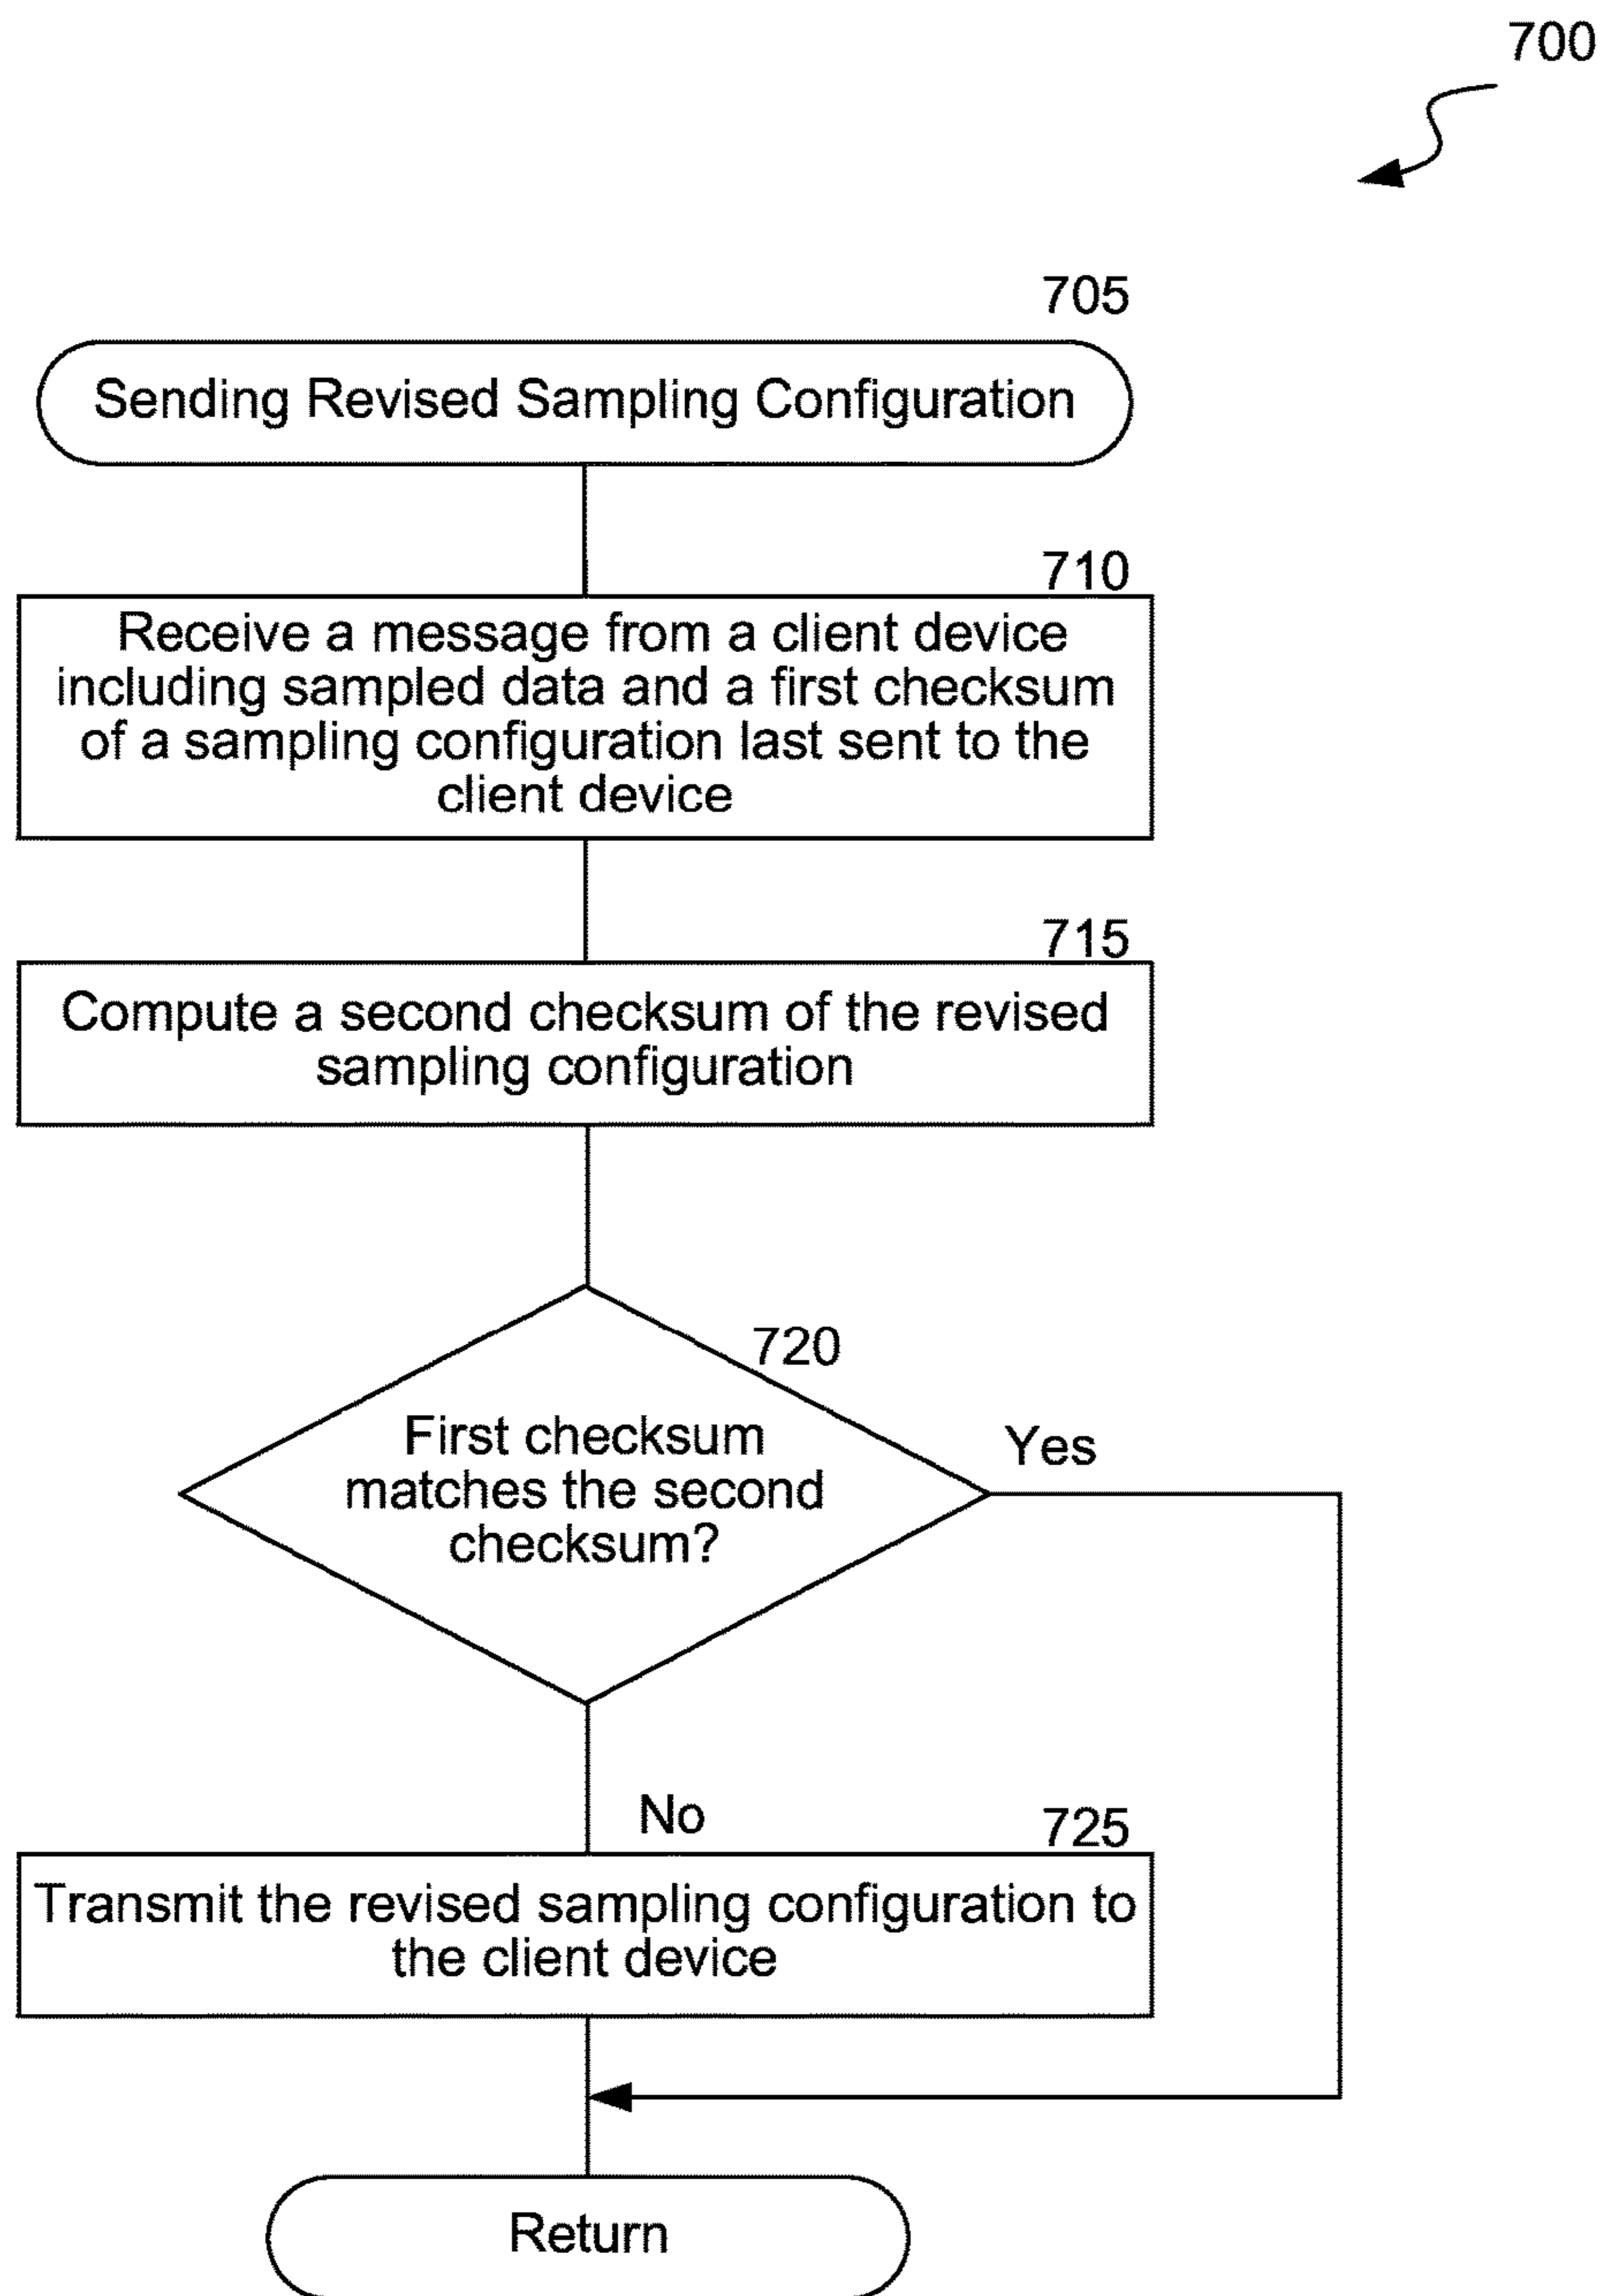 700
705
Sending Revised Sampling Configuration
710
Receive a message from a client device
including sampled data and a first checksum
of a sampling configuration last sent to the
client device
715
Compute a second checksum of the revised
sampling configuration
720
First checksum
matches the second
checksum?
Yes
No
725
Transmit the revised sampling configuration to
the client device
Return